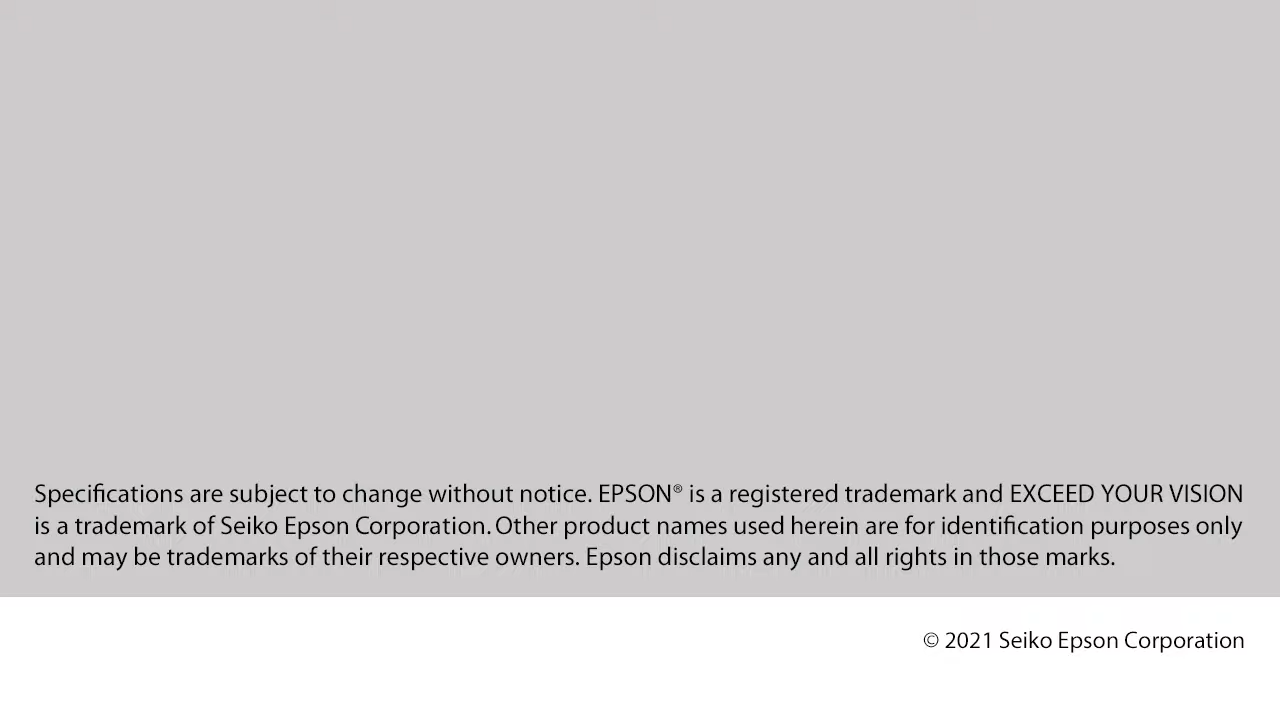 Specifications are subject to change without notice. EPSON® is a registered trademark and EXCEED YOUR VISION
is a trademark of Seiko Epson Corporation. Other product names used herein are for identification purposes only
and may be trademarks of their respective owners. Epson disclaims any and all rights in those marks.
© 2021 Seiko Epson Corporation